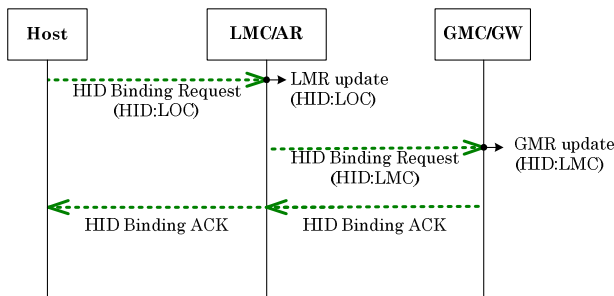 Host
LMC/AR
GMC/GW
HID Binding Request
(HID:LOC)
LMR update
(HID:LOC)
HID Binding Request
(HID:LMC)
GMR update
(HID:LMC)
HID Binding ACK
HID Binding ACK